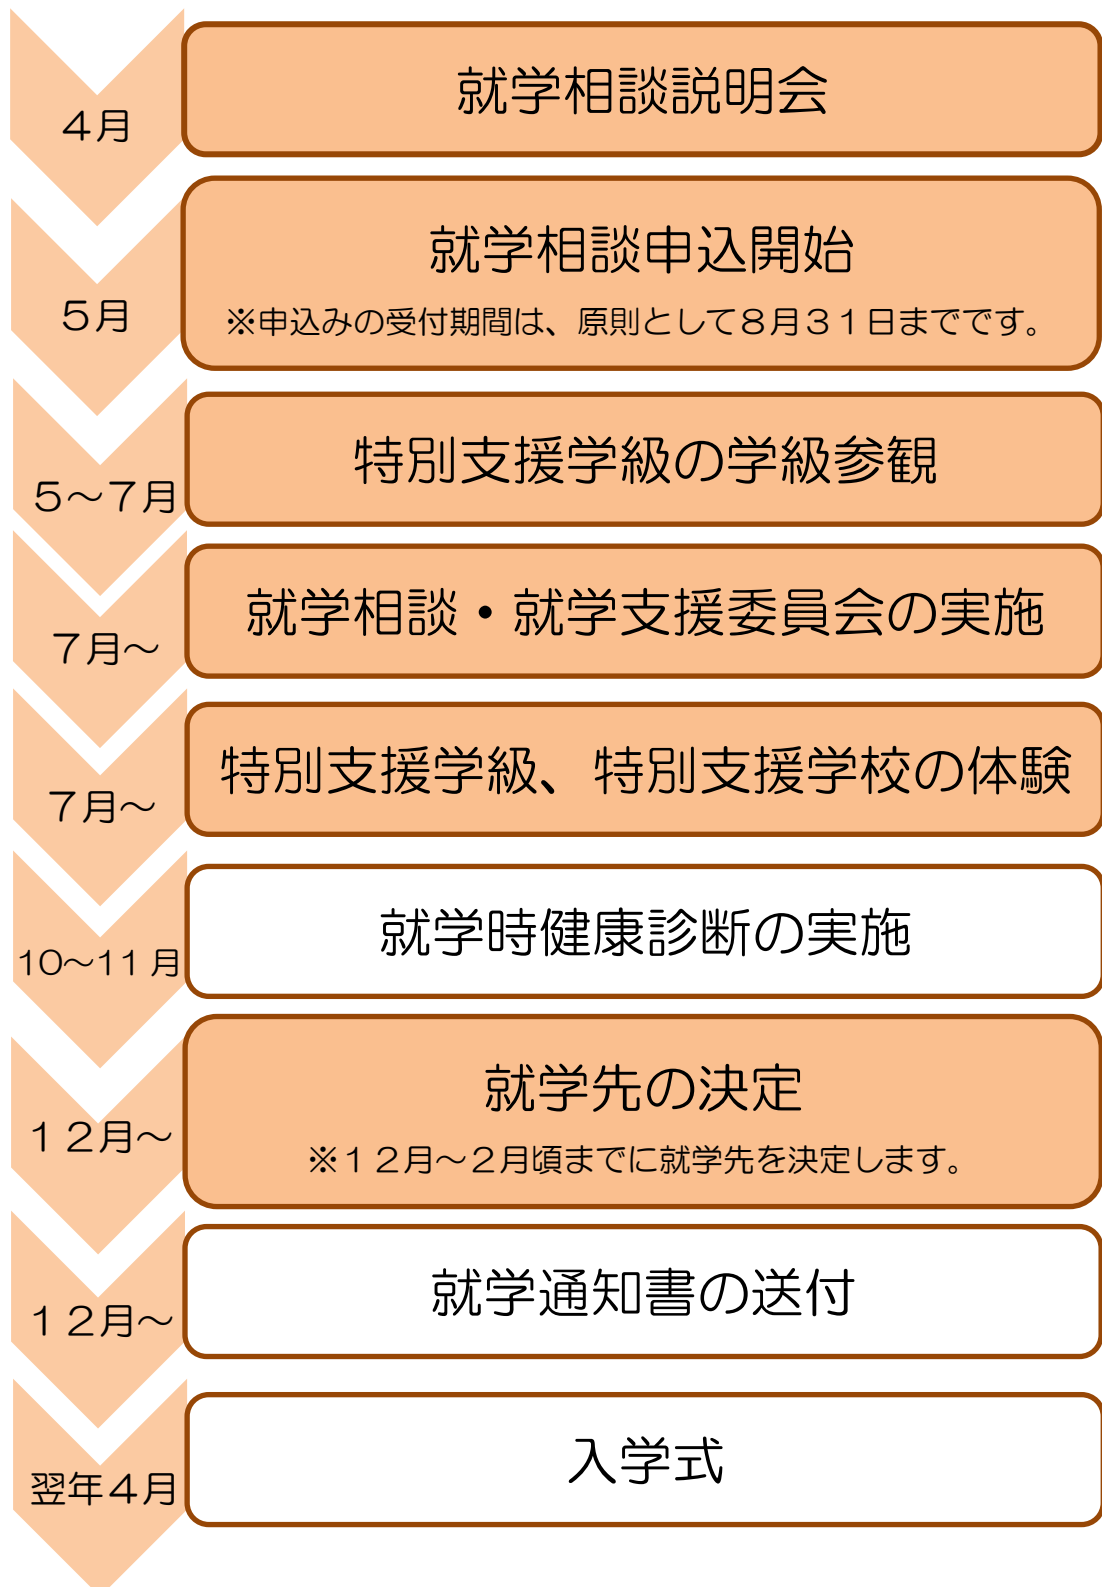 4月
就学相談説明会
5月
就学相談申込開始
※申込みの受付期間は、原則として８月３１日までです。
5～7月
特別支援学級の学級参観
7月～
就学相談・就学支援委員会の実施
7月～
特別支援学級、特別支援学校の体験
10～11 月
就学時健康診断の実施
１２月～
就学先の決定
※１２月～２月頃までに就学先を決定します。
１２月～
就学通知書の送付
翌年４月
入学式